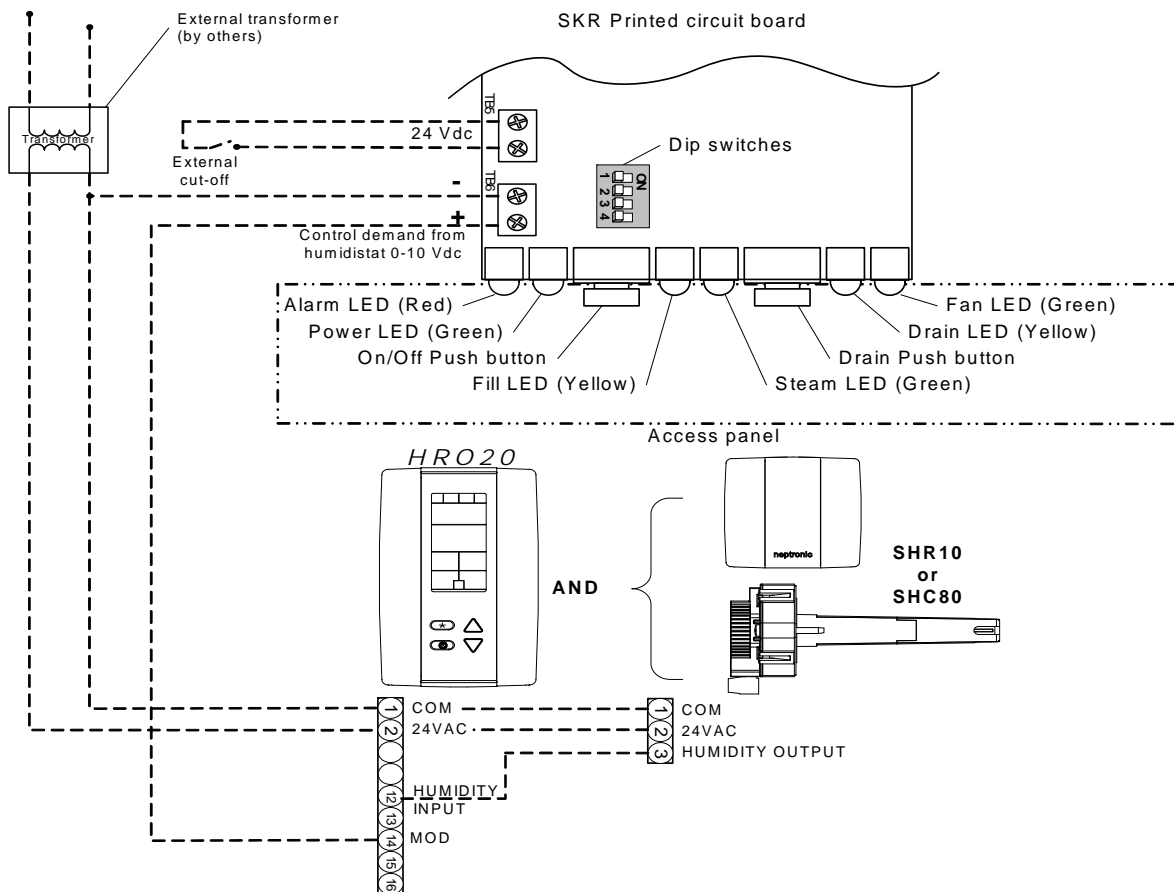 External transformer
(by others)
SKR Printed circuit board
Transformer
TB5
24 Vdc
External
cut-off
Dip switches
ON
1
2
3
4
-
TB6
+
Control demand from
humidistat 0-10 Vdc
Alarm LED (Red)
Power LED (Green)
On/Off Push button
Fill LED (Yellow)
Fan LED (Green)
Drain LED (Yellow)
Drain Push button
Steam LED (Green)
Access panel
HRO20
AND
neptronic
SHR10
or
SHC80
1 COM
2 24VAC
12 HUMIDITY
INPUT
13
14 MOD
15
16
1 COM
2 24VAC
3 HUMIDITY OUTPUT